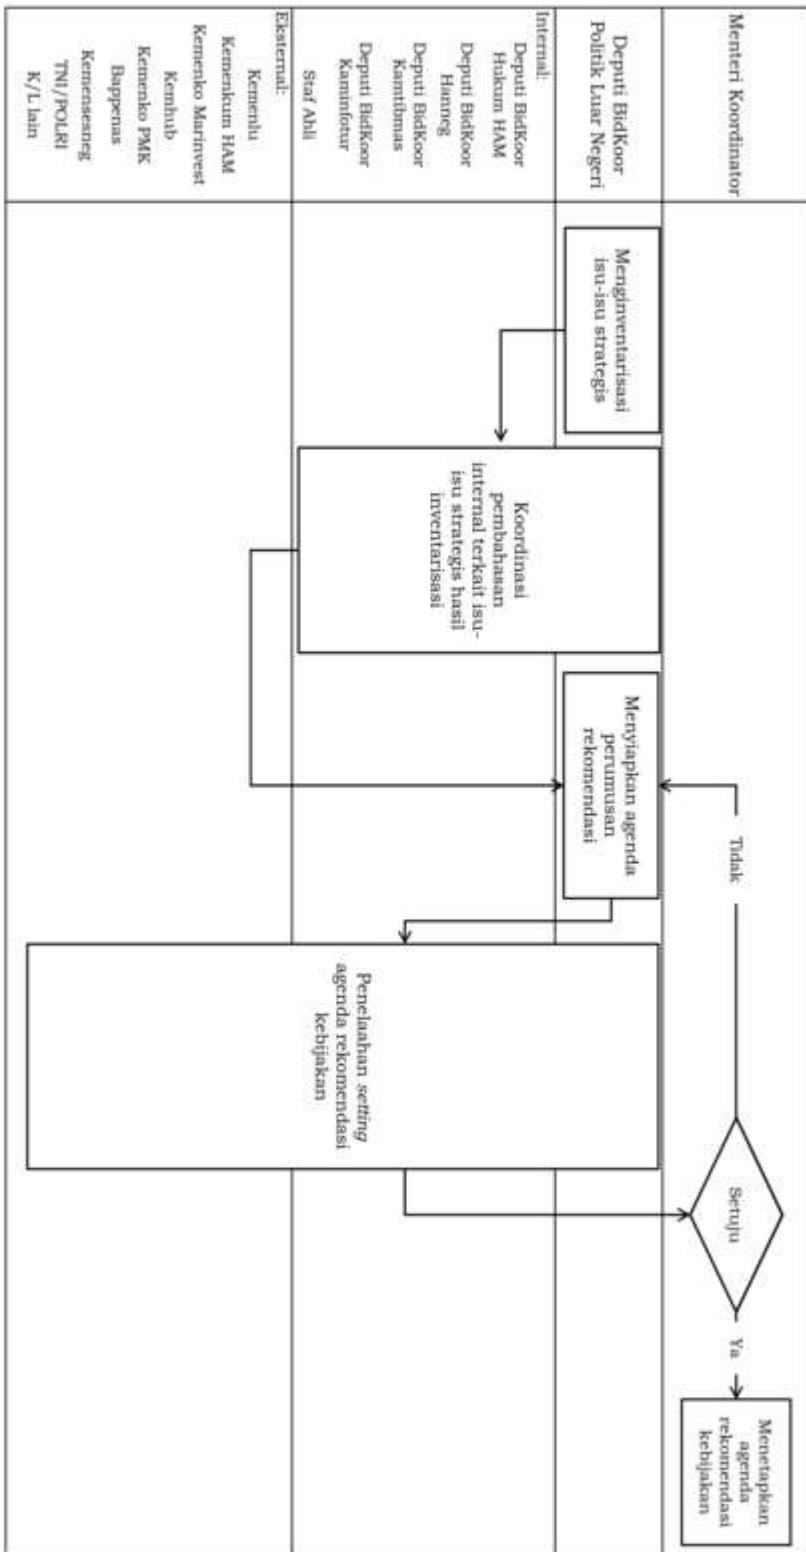 Menteri Koordinator
Deputi BidKoor
Politik Luar Negeri
Internal:
Deputi BidKoor
Hukum HAM
Deputi BidKoor
Hanneg
Deputi BidKoor
Kamtibmas
Deputi BidKoor
Kaminfotur
Staf Ahli
Eksternal:
Kemenlu
Kemenkum HAM
Kemenko Marinvest
Kemhub
Kemenko PMK
Bappenas
Kemensesneg
TNI/POLRI
K/L lain
Menginventarisasi
isu-isu strategis
Koordinasi
pembahasan
internal terkait isu-
isu strategis hasil
inventarisasi
Menyiapkan agenda
perumusan
rekomendasi
Tidak
Penelaahan setting
agenda rekomendasi
kebijakan
Setuju
Ya
Menetapkan
agenda
rekomendasi
kebijakan